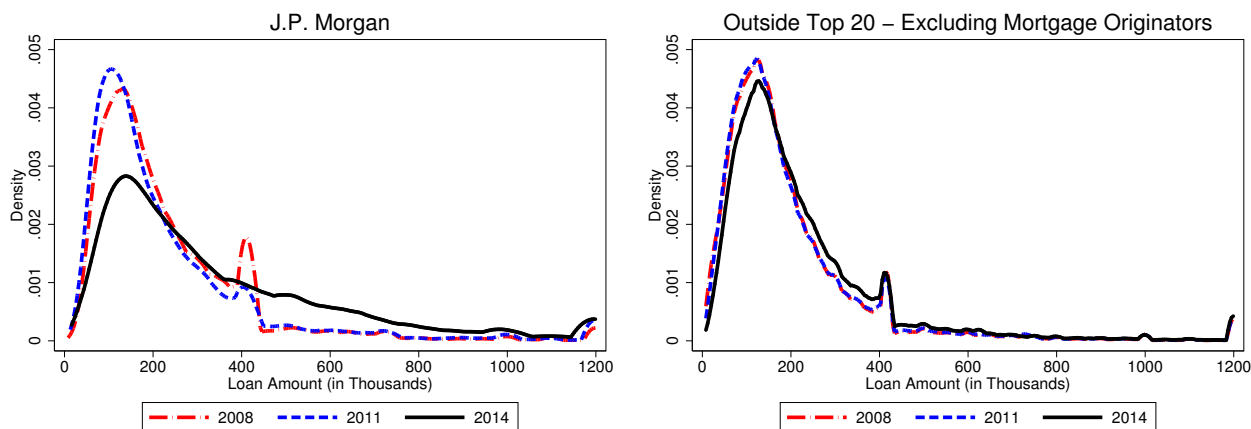 J.P. Morgan
.005
.004
.003
.002
.001
0
Density
0 200 400 600 800 1000 1200
Loan Amount (in Thousands)
2008 2011 2014
Outside Top 20 − Excluding Mortgage Originators
.005
.004
.003
.002
.001
0
Density
0 200 400 600 800 1000 1200
Loan Amount (in Thousands)
2008 2011 2014